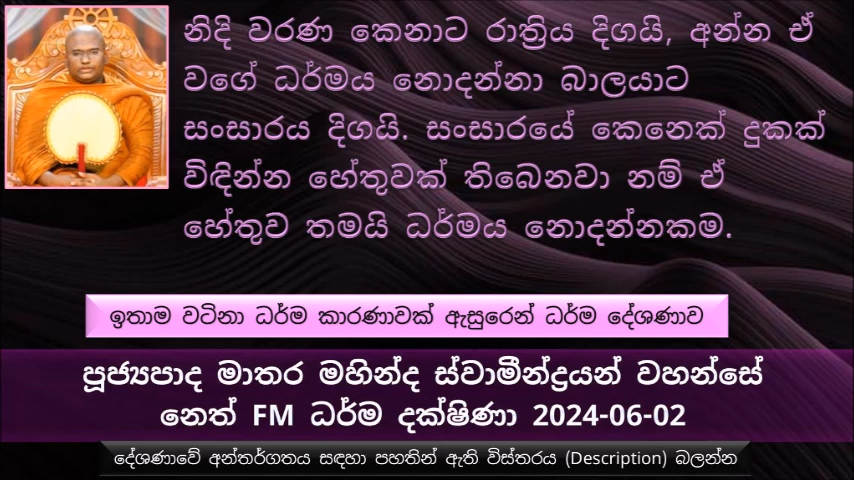 නිදි වරණ කෙනාට රාත්‍රිය දිගයි, අන්න ඒ
වගේ ධර්මය නොදන්නා බාලයාට
සංසාරය දිගයි. සංසාරයේ කෙනෙක් දුකක්
විඳින්න හේතුවක් තිබෙනවා නම් ඒ
හේතුව තමයි ධර්මය නොදන්නකම.
ඉතාම වටිනා ධර්ම කාරණාවක් ඇසුරෙන් ධර්ම දේශණාව
පූජ්‍යපාද මාතර මහින්ද ස්වාමීන්ද්‍රයන් වහන්සේ
නෙත් FM ධර්ම දක්ෂිණා 2024-06-02
දේශණාවේ අන්තර්ගතය සඳහා පහතින් ඇති විස්තරය (Description) බලන්න